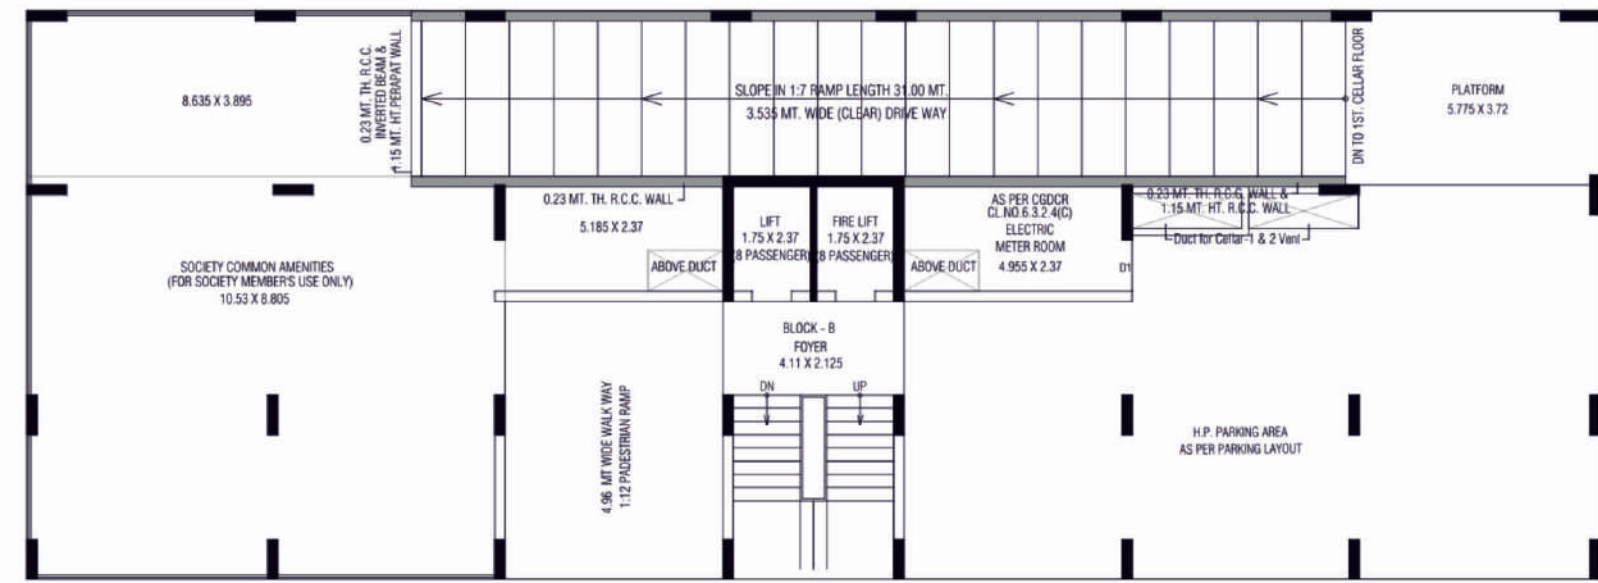 8.635 X 3.895
0.23 MT. TH. R.C.C.
INVERTED BEAM &
1.15 MT. HT.PERAPAT WALL
SLOPE IN 1:7 RAMP LENGTH 31.00 MT.
3.535 MT. WIDE (CLEAR) DRIVE WAY
DN TO 1ST. CELLAR FLOOR
PLATFORM
5.775 X 3.72
0.23 MT. TH. R.C.C. WALL
5.185 X 2.37
ABOVE DUCT
LIFT
1.75 X 2.37
(8 PASSENGER)
FIRE LIFT
1.75 X 2.37
(8 PASSENGER)
AS PER CGDCR
CL.NO.6.3.2.4(C)
ELECTRIC
METER ROOM
4.955 X 2.37
ABOVE DUCT
D1
0.23 MT. TH. R.C.C. WALL &
1.15 MT. HT. R.C.C. WALL
Duct for Cellar-1 & 2 Vent
SOCIETY COMMON AMENITIES
(FOR SOCIETY MEMBER'S USE ONLY)
10.53 X 8.805
BLOCK - B
FOYER
4.11 X 2.125
DN
UP
4.96 MT WIDE WALK WAY
1:12 PADESTRIAN RAMP
H.P. PARKING AREA
AS PER PARKING LAYOUT